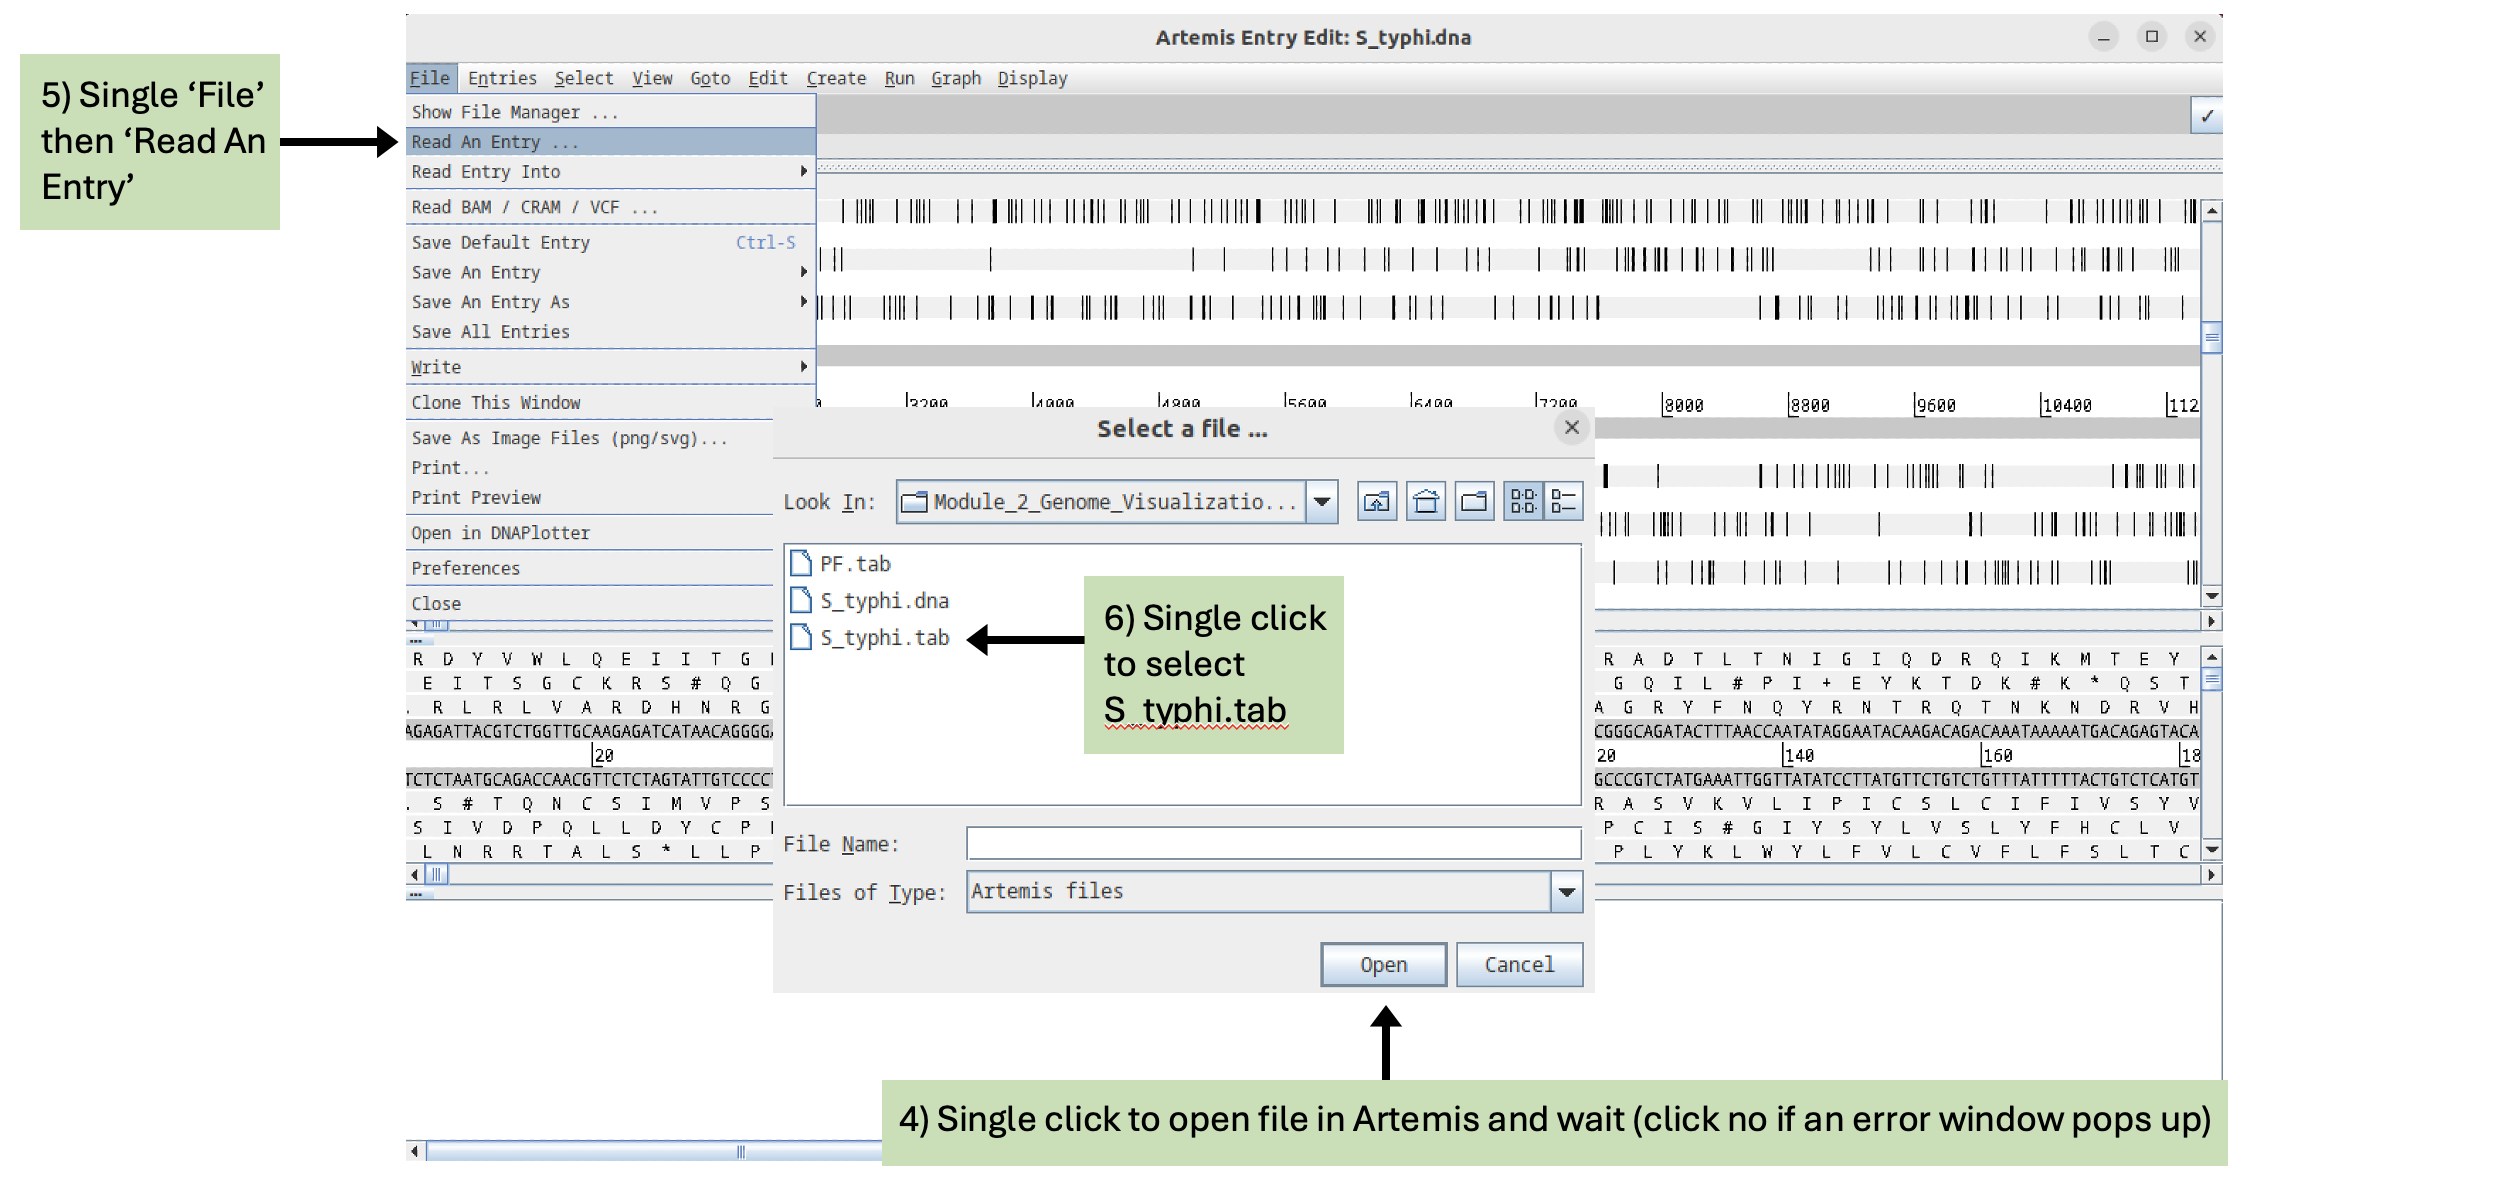 Artemis Entry Edit: S_typhi.dna
5) Single ‘File’
then ‘Read An
Entry’
File Entries Select View Goto Edit Create Run Graph Display
Show File Manager ...
Read An Entry ...
Read Entry Into
Read BAM / CRAM / VCF ...
Save Default Entry Ctrl-S
Save An Entry
Save An Entry As
Save All Entries
Write
Clone This Window
Save As Image Files (png/svg)...
Print...
Print Preview
Open in DNAPlotter
Preferences
Close
3200 4000 4800 5600 6400 7200 8000 8800 9600 10400 112
Select a file ...
Look In: Module_2_Genome_Visualizatio...
PF.tab
S_typhi.dna
S_typhi.tab
6) Single click
to select
S_typhi.tab
File Name:
Files of Type: Artemis files
Open Cancel
R D Y V W L Q E I I T G
E I T S G C K R S # Q G
. R L R L V A R D H N R G
AGAGATTACGTCTGGTTGCAAGAGATCATAACAGGGG
20
TCTCTAATGCAGACCAACGTTCTCTAGTATTGTCCCC
. S # T Q N C S I M V P S
S I V D P Q L L D Y C P
L N R R T A L S * L L P
R A D T L T N I G I Q D R Q I K M T E Y
G Q I L # P I + E Y K T D K # K * Q S T
A G R Y F N Q Y R N T R Q T N K N D R V H
CGGGCAGATACTTTAACCAATATAGGAATACAAGACAGACAAATAAAAATGACAGAGTACA
20 140 160 18
GCCCGTCTATGAAATTGGTTATATCCTTATGTTCTGTCTGTTTATTTTTACTGTCTCATGT
R A S V K V L I P I C S L C I F I V S Y V
P C I S # G I Y S Y L V S L Y F H C L V
P L Y K L W Y L F V L C V F L F S L T C
4) Single click to open file in Artemis and wait (click no if an error window pops up)